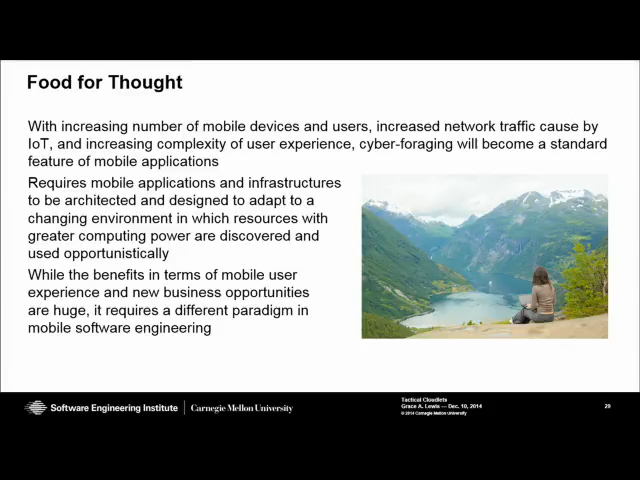 Food for Thought
With increasing number of mobile devices and users, increased network traffic cause by
IoT, and increasing complexity of user experience, cyber-foraging will become a standard
feature of mobile applications
Requires mobile applications and infrastructures
to be architected and designed to adapt to a
changing environment in which resources with
greater computing power are discovered and
used opportunistically
While the benefits in terms of mobile user
experience and new business opportunities
are huge, it requires a different paradigm in
mobile software engineering
Software Engineering Institute | Carnegie Mellon University
Tactical Cloudlets
Grace A. Lewis — Dec. 10, 2014
© 2014 Carnegie Mellon University
29